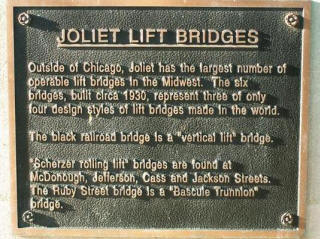 JOLIET LIFT BRIDGES
Outside of Chicago, Joliet has the largest number of
operable lift bridges in the Midwest. The six
bridges, built circa 1930, represent three of only
four design styles of lift bridges made in the world.
The black railroad bridge is a "vertical lift" bridge.
"Scherzer rolling lift" bridges are found at
McDonough, Jefferson, Cass and Jackson Streets.
The Ruby Street bridge is a "Bascule Trunnion"
bridge.